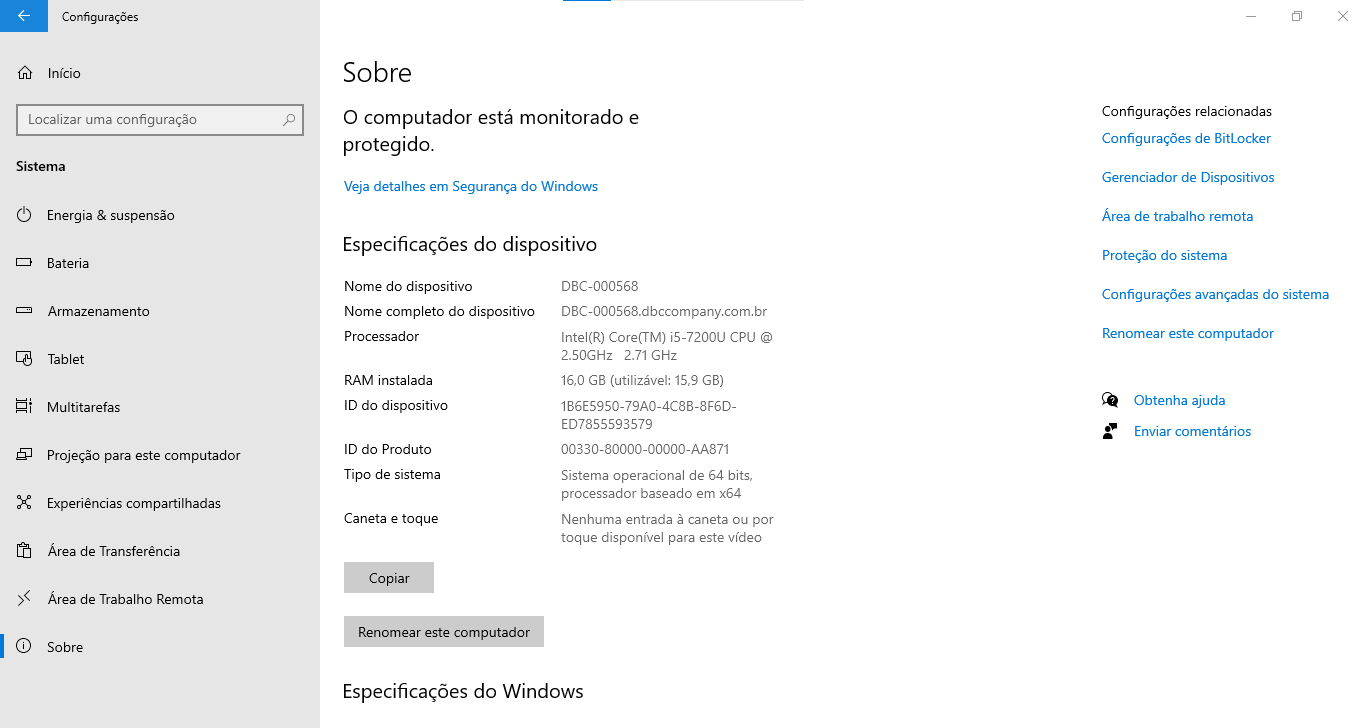 Configurações
Início
Localizar uma configuração
Sistema
Energia & suspensão
Bateria
Armazenamento
Tablet
Multitarefas
Projeção para este computador
Experiências compartilhadas
Área de Transferência
Área de Trabalho Remota
Sobre
Sobre
O computador está monitorado e
protegido.
Veja detalhes em Segurança do Windows
Especificações do dispositivo
Nome do dispositivo DBC-000568
Nome completo do dispositivo DBC-000568.dbccompany.com.br
Processador Intel(R) Core(TM) i5-7200U CPU @
2.50GHz 2.71 GHz
RAM instalada 16,0 GB (utilizável: 15,9 GB)
ID do dispositivo 1B6E5950-79A0-4C8B-8F6D-
ED7855593579
ID do Produto 00330-80000-00000-AA871
Tipo de sistema Sistema operacional de 64 bits,
processador baseado em x64
Caneta e toque Nenhuma entrada à caneta ou por
toque disponível para este vídeo
Copiar
Renomear este computador
Especificações do Windows
Configurações relacionadas
Configurações de BitLocker
Gerenciador de Dispositivos
Área de trabalho remota
Proteção do sistema
Configurações avançadas do sistema
Renomear este computador
Obtenha ajuda
Enviar comentários